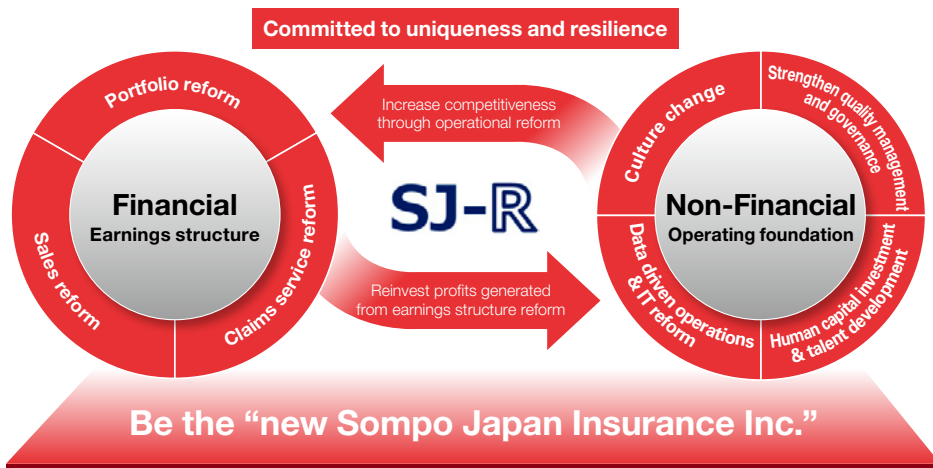 Committed to uniqueness and resilience
Portfolio reform
Sales reform
Claims service reform
Financial
Earnings structure
Increase competitiveness
through operational reform
SJ-R
Reinvest profits generated
from earnings structure reform
Culture change
Strengthen quality management
and governance
Data driven operations
& IT reform
Human capital investment
& talent development
Non-Financial
Operating foundation
Be the “new Sompo Japan Insurance Inc.”